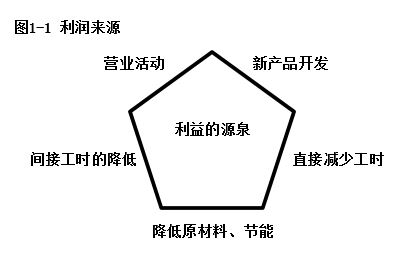 图1-1 利润来源
营业活动
新产品开发
利益的源泉
间接工时的降低
直接减少工时
降低原材料、节能